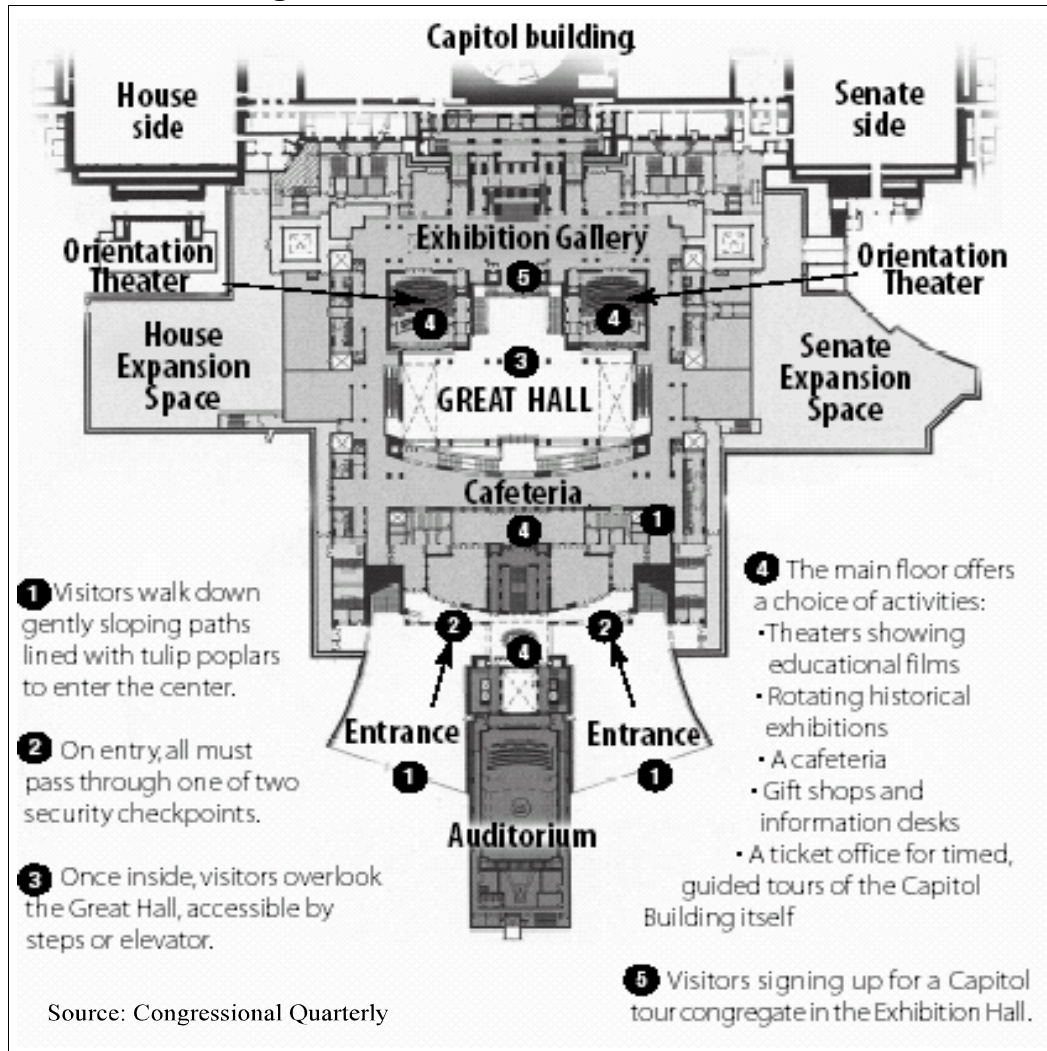 Capitol building
House
side
Senate
side
Exhibition Gallery
Orientation
Theater
Orientation
Theater
5
4
4
House
Expansion
Space
3
GREAT HALL
Senate
Expansion
Space
Cafeteria
4
1
2
2
4
Entrance
Entrance
1
1
Auditorium
1 Visitors walk down
gently sloping paths
lined with tulip poplars
to enter the center.
2 On entry, all must
pass through one of two
security checkpoints.
3 Once inside, visitors overlook
the Great Hall, accessible by
steps or elevator.
4 The main floor offers
a choice of activities:
•Theaters showing
educational films
• Rotating historical
exhibitions
• A cafeteria
• Gift shops and
information desks
• A ticket office for timed,
guided tours of the Capitol
Building itself
5 Visitors signing up for a Capitol
tour congregate in the Exhibition Hall.
Source: Congressional Quarterly